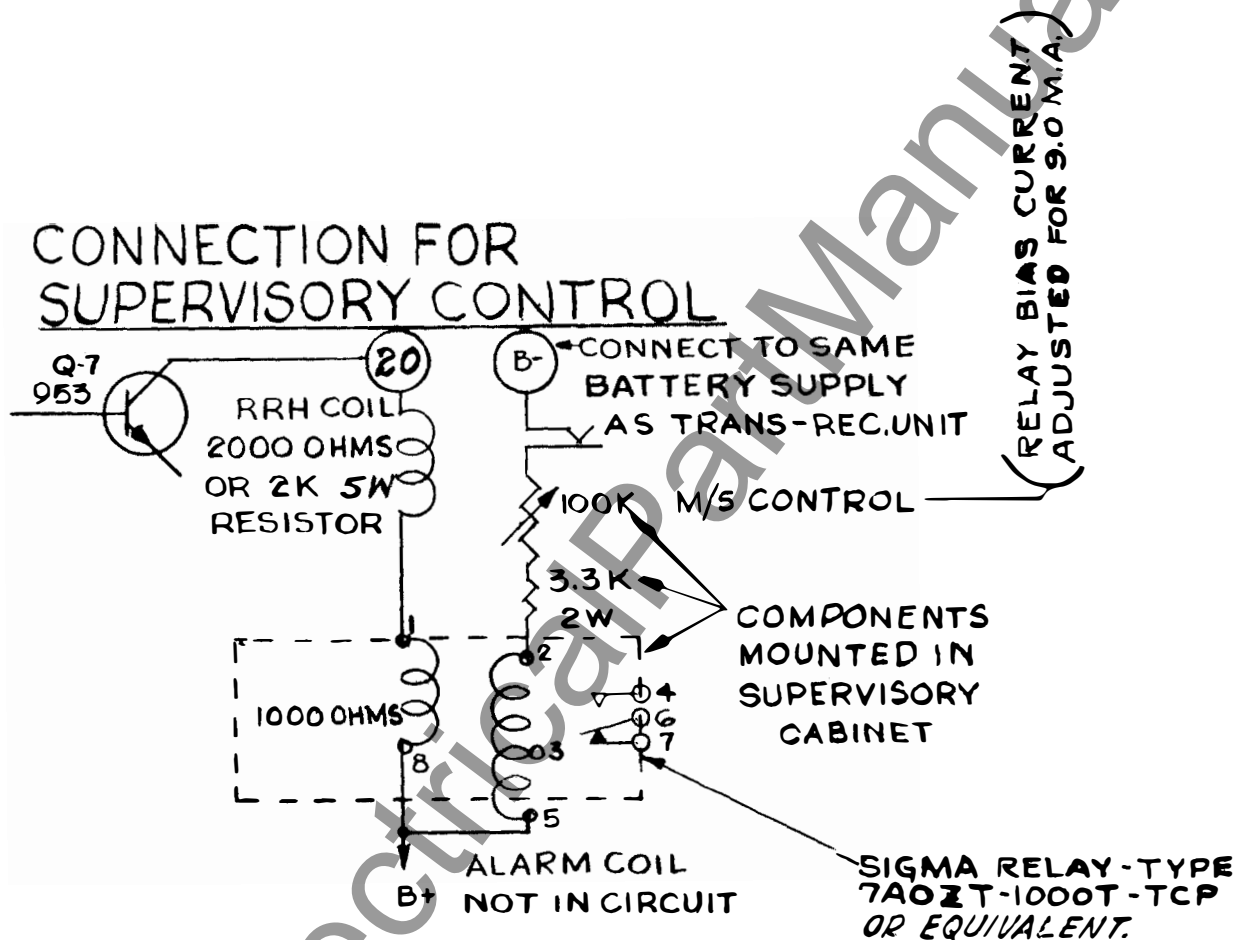 CONNECTION FOR
SUPERVISORY CONTROL
Q-7
953
20
B-
CONNECT TO SAME
BATTERY SUPPLY
AS TRANS-REC.UNIT
RRH COIL
2000 OHMS
OR 2K 5W
RESISTOR
100K M/S CONTROL
(RELAY BIAS CURRENT
ADJUSTED FOR 9.0 M.A.)
3.3K
2W
COMPONENTS
MOUNTED IN
SUPERVISORY
CABINET
1
2
1000 OHMS
4
6
7
3
8
5
B+
ALARM COIL
NOT IN CIRCUIT
SIGMA RELAY-TYPE
7AOZT-1000T-TCP
OR EQUIVALENT.
ectricalPartManua